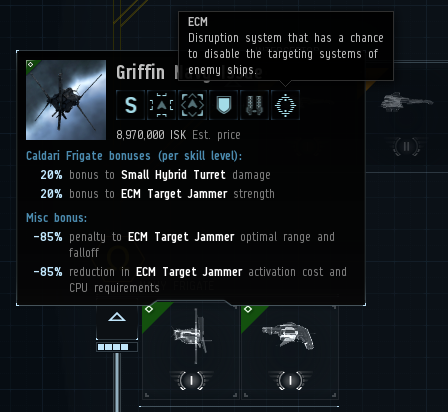 ECM
Disruption system that has a chance
to disable the targeting systems of
enemy ships.
Griffin
S
8,970,000 ISK Est. price
Caldari Frigate bonuses (per skill level):
20% bonus to Small Hybrid Turret damage
20% bonus to ECM Target Jammer strength
Misc bonus:
-85% penalty to ECM Target Jammer optimal range and
falloff
-85% reduction in ECM Target Jammer activation cost and
CPU requirements
II
I
I